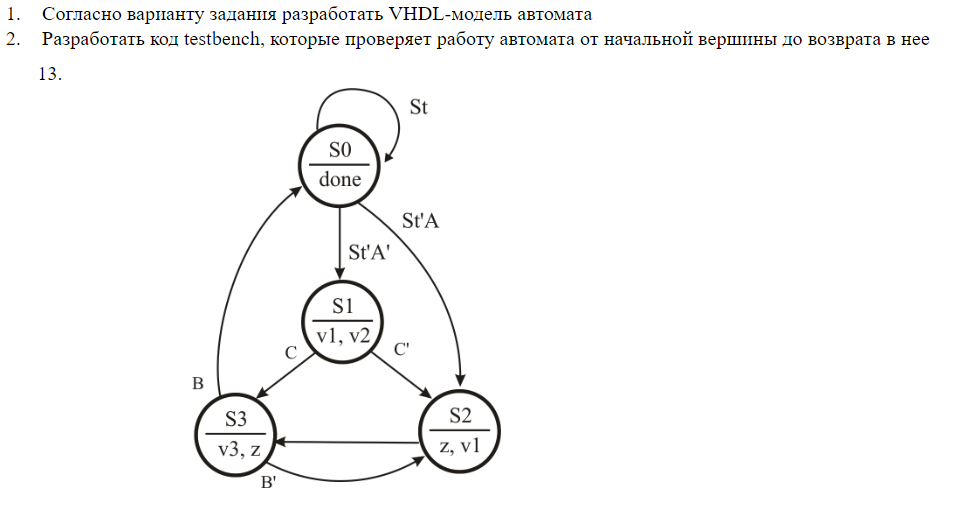 1. Согласно варианту задания разработать VHDL-модель автомата
2. Разработать код testbench, которые проверяет работу автомата от начальной вершины до возврата в нее
13.
St
S0
done
St'A
St'A'
S1
v1, v2
C
C'
B
S3
v3, z
S2
z, v1
B'